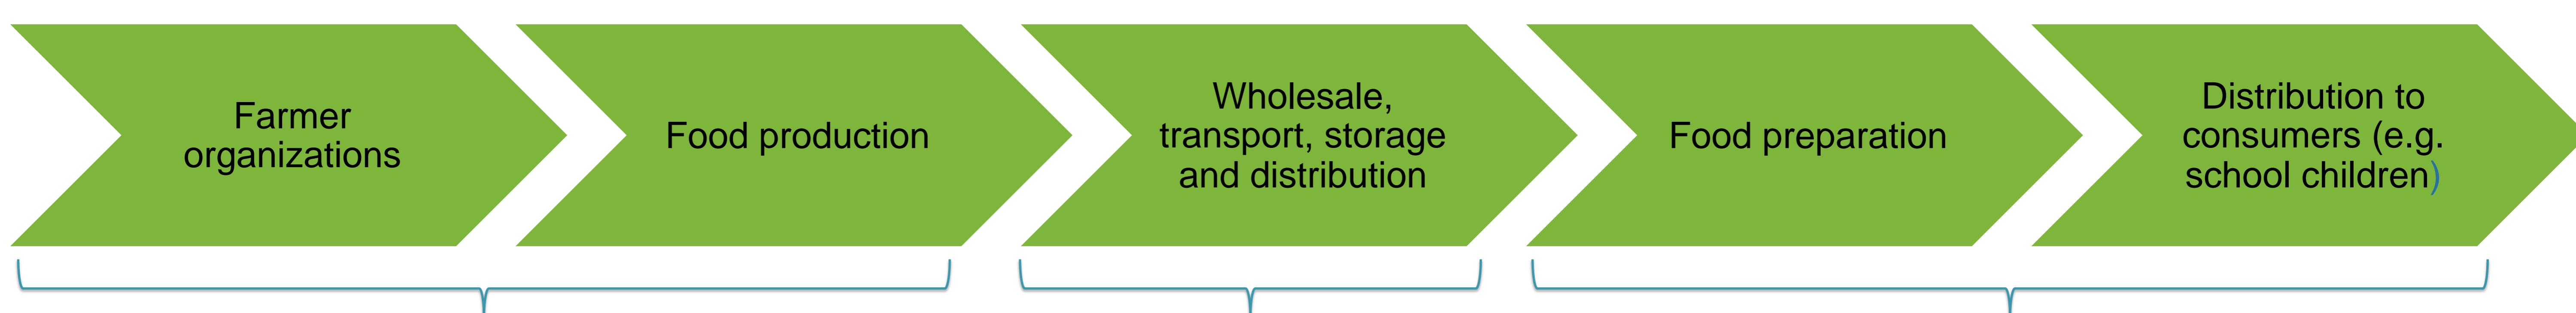 Farmer
organizations
Food production
Wholesale,
transport, storage
and distribution
Food preparation
Distribution to
consumers (e.g.
school children)